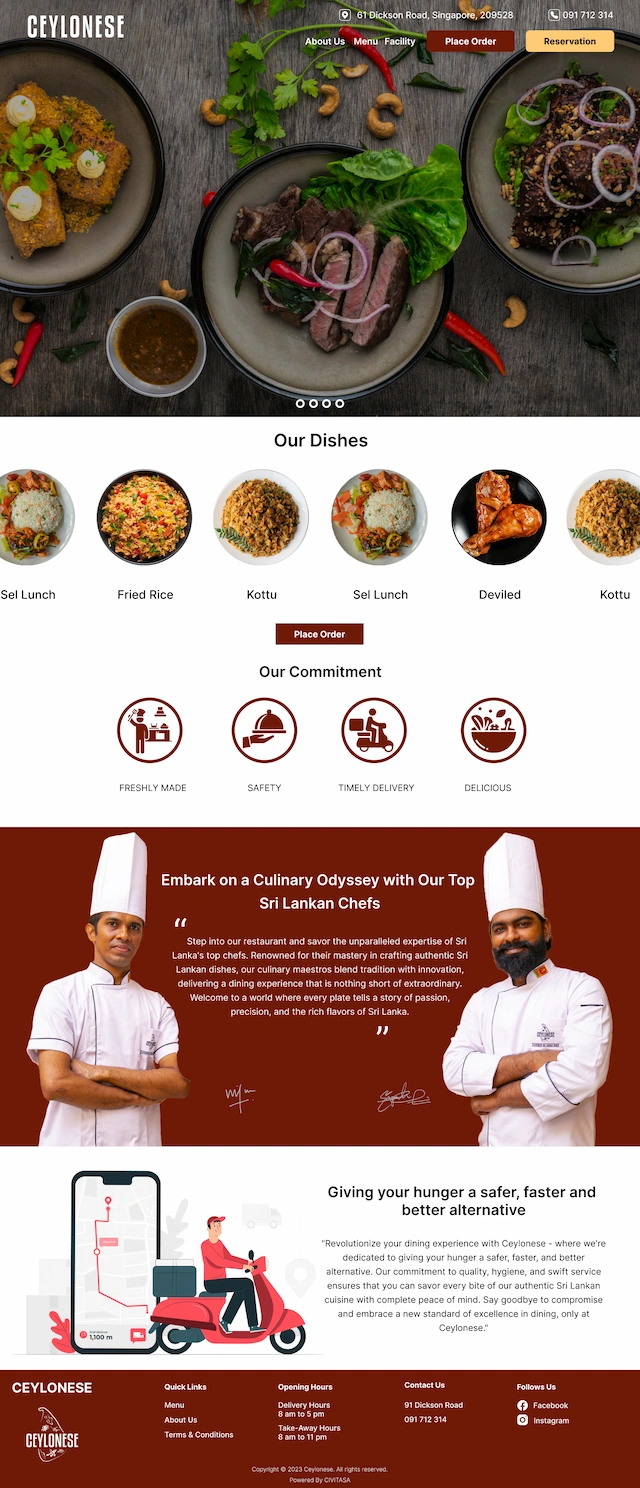 CEYLONESE
61 Dickson Road, Singapore, 209528
091 712 314
About Us
Menu
Facility
Place Order
Reservation
Our Dishes
Sel Lunch
Fried Rice
Kottu
Sel Lunch
Deviled
Kottu
Place Order
Our Commitment
FRESHLY MADE
SAFETY
TIMELY DELIVERY
DELICIOUS
Embark on a Culinary Odyssey with Our Top
Sri Lankan Chefs
“
Step into our restaurant and savor the unparalleled expertise of Sri
Lanka's top chefs. Renowned for their mastery in crafting authentic Sri
Lankan dishes, our culinary maestros blend tradition with innovation,
delivering a dining experience that is nothing short of extraordinary.
Welcome to a world where every plate tells a story of passion,
precision, and the rich flavors of Sri Lanka.
”
CEYLONESE
1,100 m
Giving your hunger a safer, faster and
better alternative
"Revolutionize your dining experience with Ceylonese - where we're
dedicated to giving your hunger a safer, faster, and better
alternative. Our commitment to quality, hygiene, and swift service
ensures that you can savor every bite of our authentic Sri Lankan
cuisine with complete peace of mind. Say goodbye to compromise
and embrace a new standard of excellence in dining, only at
Ceylonese."
CEYLONESE
CEYLONESE
Quick Links
Menu
About Us
Terms & Conditions
Opening Hours
Delivery Hours
8 am to 5 pm
Take-Away Hours
8 am to 11 pm
Contact Us
91 Dickson Road
091 712 314
Follows Us
Facebook
Instagram
Copyright © 2023 Ceylonese. All rights reserved.
Powered By CIVITASA